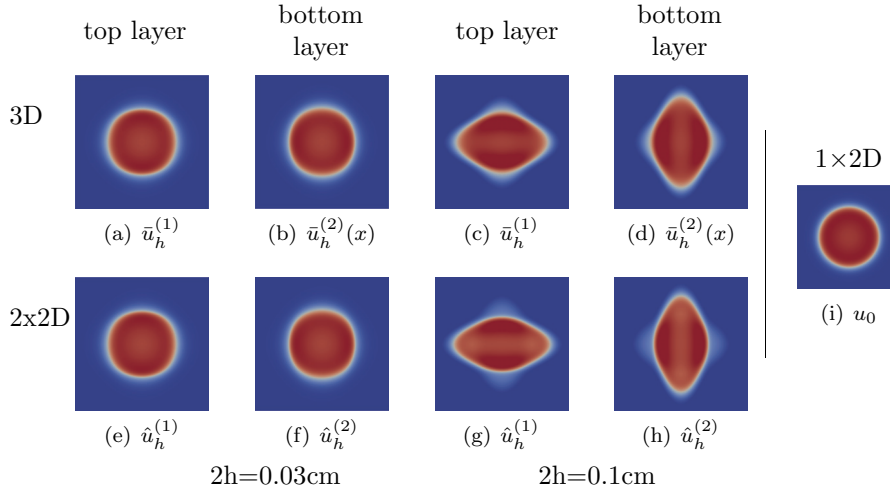 top layer
bottom
layer
top layer
bottom
layer
3D
(a) ū_h^(1)
(b) ū_h^(2)(x)
(c) ū_h^(1)
(d) ū_h^(2)(x)
1×2D
(i) u_0
2x2D
(e) û_h^(1)
(f) û_h^(2)
(g) û_h^(1)
(h) û_h^(2)
2h=0.03cm
2h=0.1cm